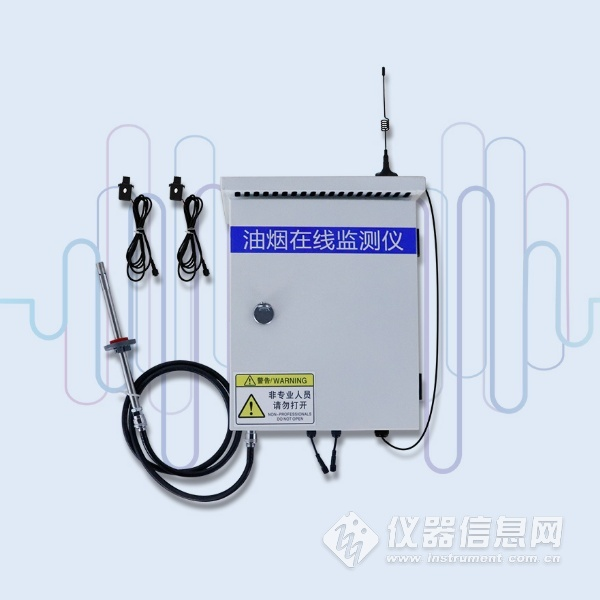 油烟在线监测仪
警告/WARNING
非专业人员
请勿打开
NON-PROFESSIONALS
DO NOT OPEN
仪器信息网
www.instrument.com.cn